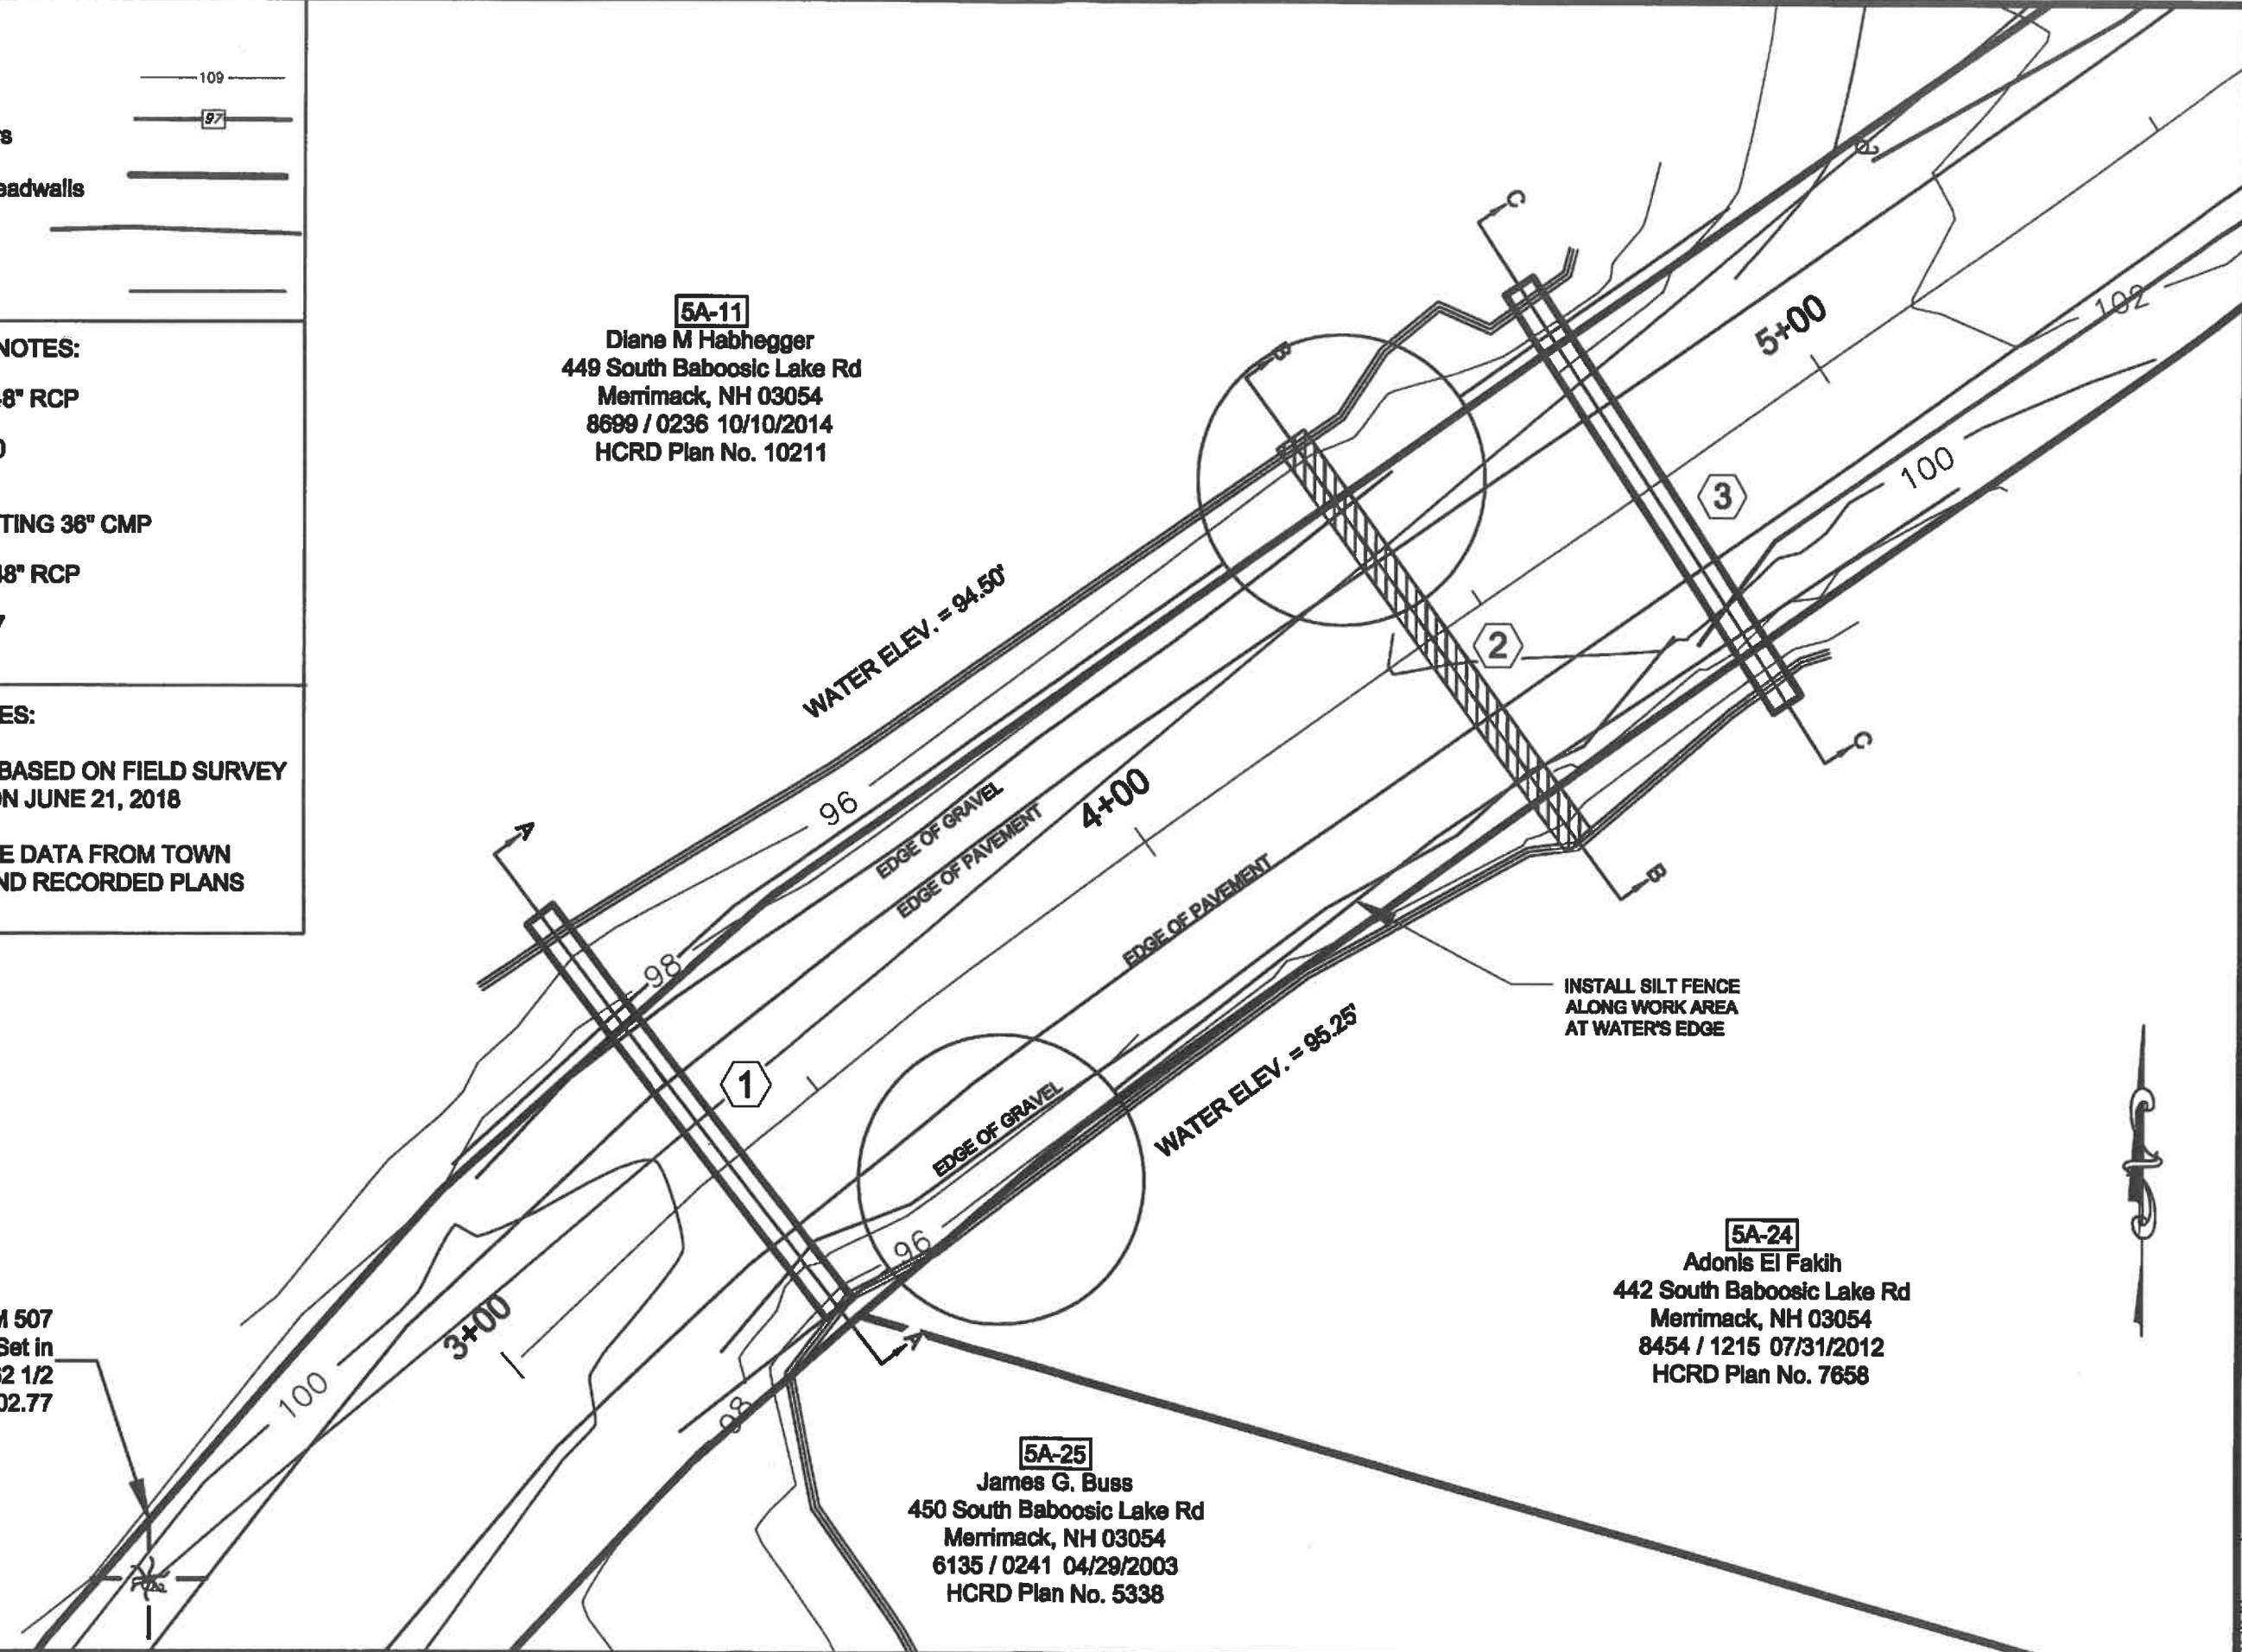 109
97
eadwalls
NOTES:
8" RCP
TING 36" CMP
48" RCP
ES:
BASED ON FIELD SURVEY
ON JUNE 21, 2018
E DATA FROM TOWN
ND RECORDED PLANS
5A-11
Diane M Habhegger
449 South Baboosic Lake Rd
Merrimack, NH 03054
8699 / 0236 10/10/2014
HCRD Plan No. 10211
C
B
5+00
102
100
3
2
WATER ELEV. = 94.50'
C
96
EDGE OF GRAVEL
EDGE OF PAVEMENT
4+00
A
EDGE OF PAVEMENT
B
98
INSTALL SILT FENCE
ALONG WORK AREA
AT WATER'S EDGE
1
EDGE OF GRAVEL
WATER ELEV. = 95.25'
96
A
3+00
100
98
M 507
Set in
62 1/2
02.77
5A-24
Adonis El Fakih
442 South Baboosic Lake Rd
Merrimack, NH 03054
8454 / 1215 07/31/2012
HCRD Plan No. 7658
5A-25
James G. Buss
450 South Baboosic Lake Rd
Merrimack, NH 03054
6135 / 0241 04/29/2003
HCRD Plan No. 5338